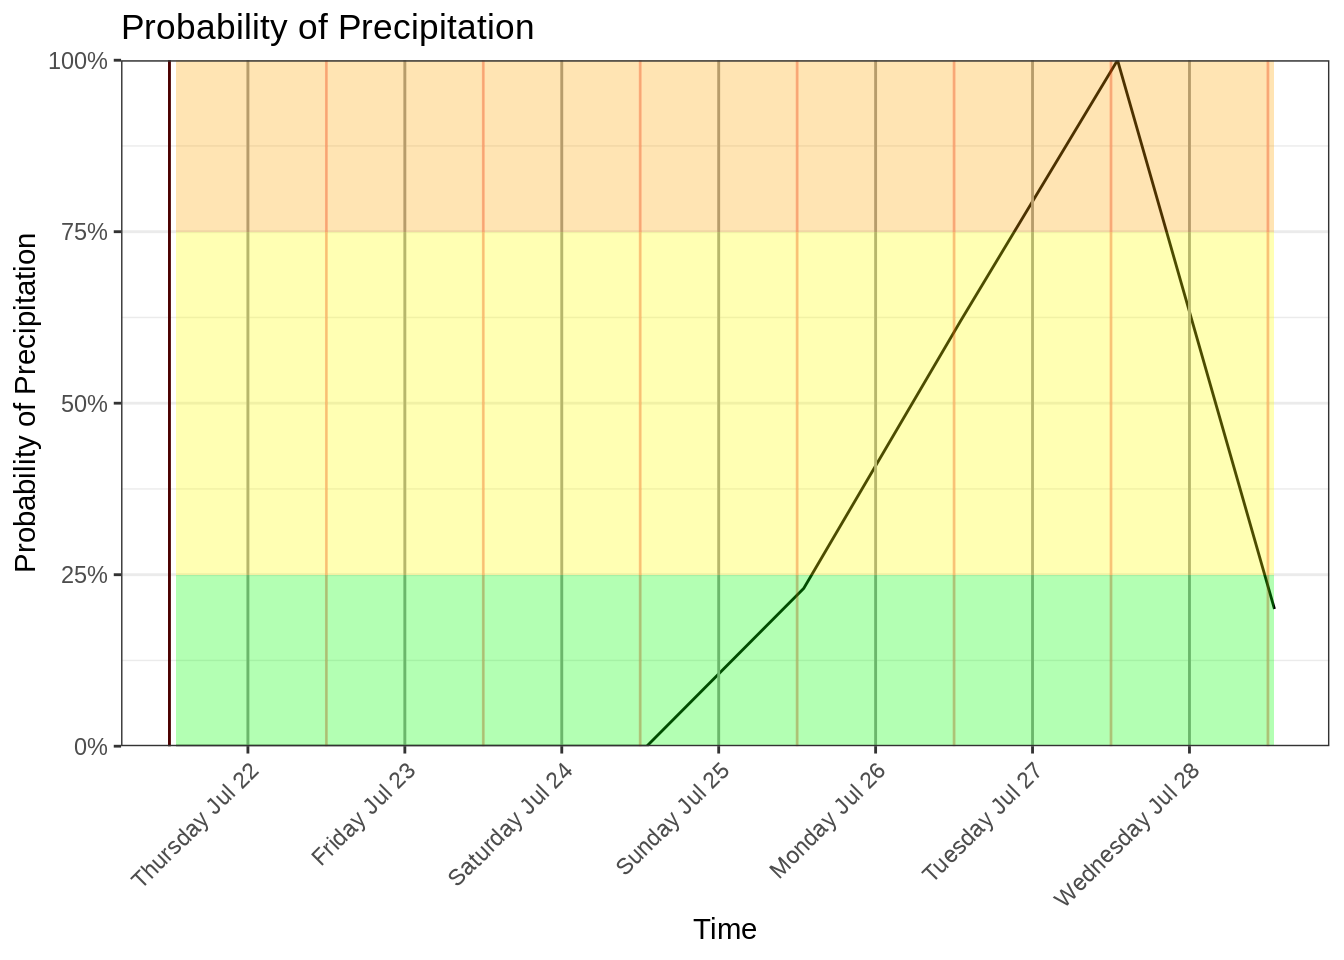 Probability of Precipitation
Probability of Precipitation
100%
75%
50%
25%
0%
Thursday Jul 22
Friday Jul 23
Saturday Jul 24
Sunday Jul 25
Monday Jul 26
Tuesday Jul 27
Wednesday Jul 28
Time